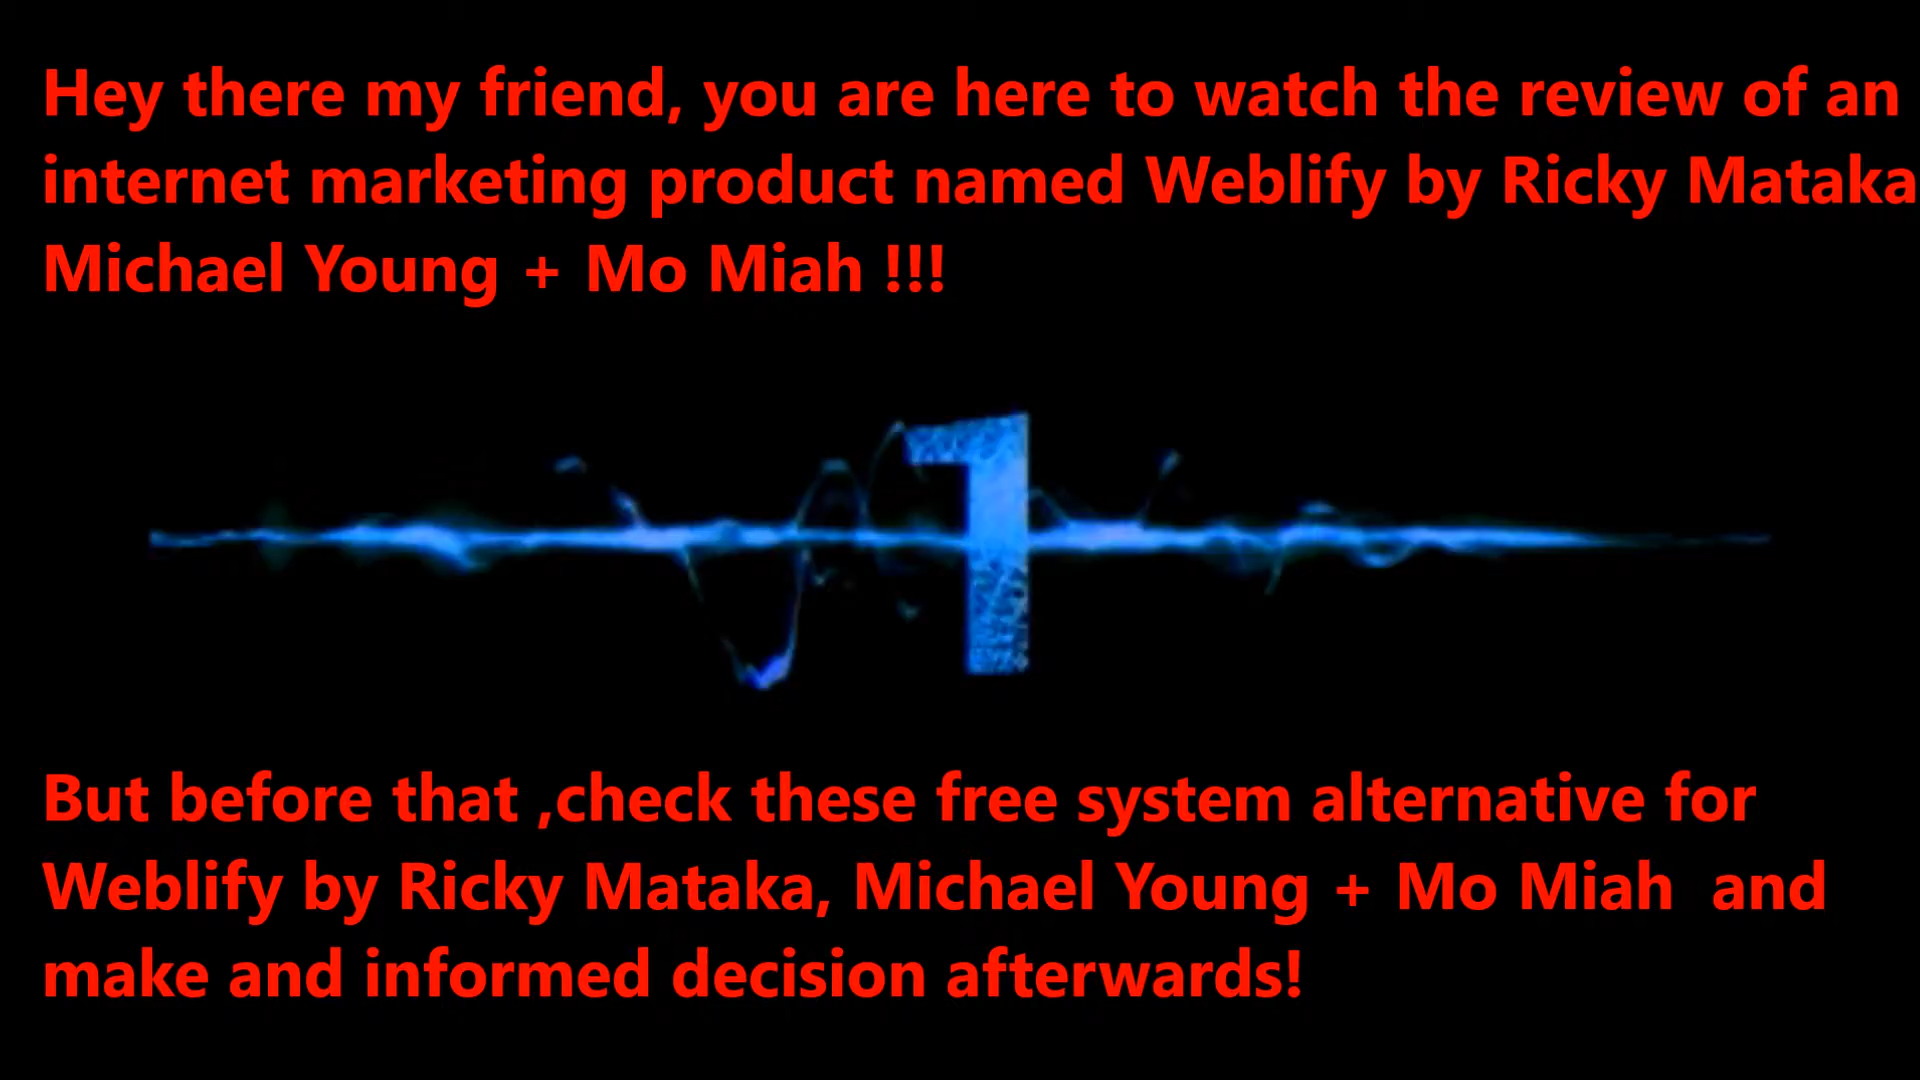 Hey there my friend, you are here to watch the review of an
internet marketing product named Weblify by Ricky Mataka
Michael Young + Mo Miah !!!
1
But before that ,check these free system alternative for
Weblify by Ricky Mataka, Michael Young + Mo Miah  and
make and informed decision afterwards!